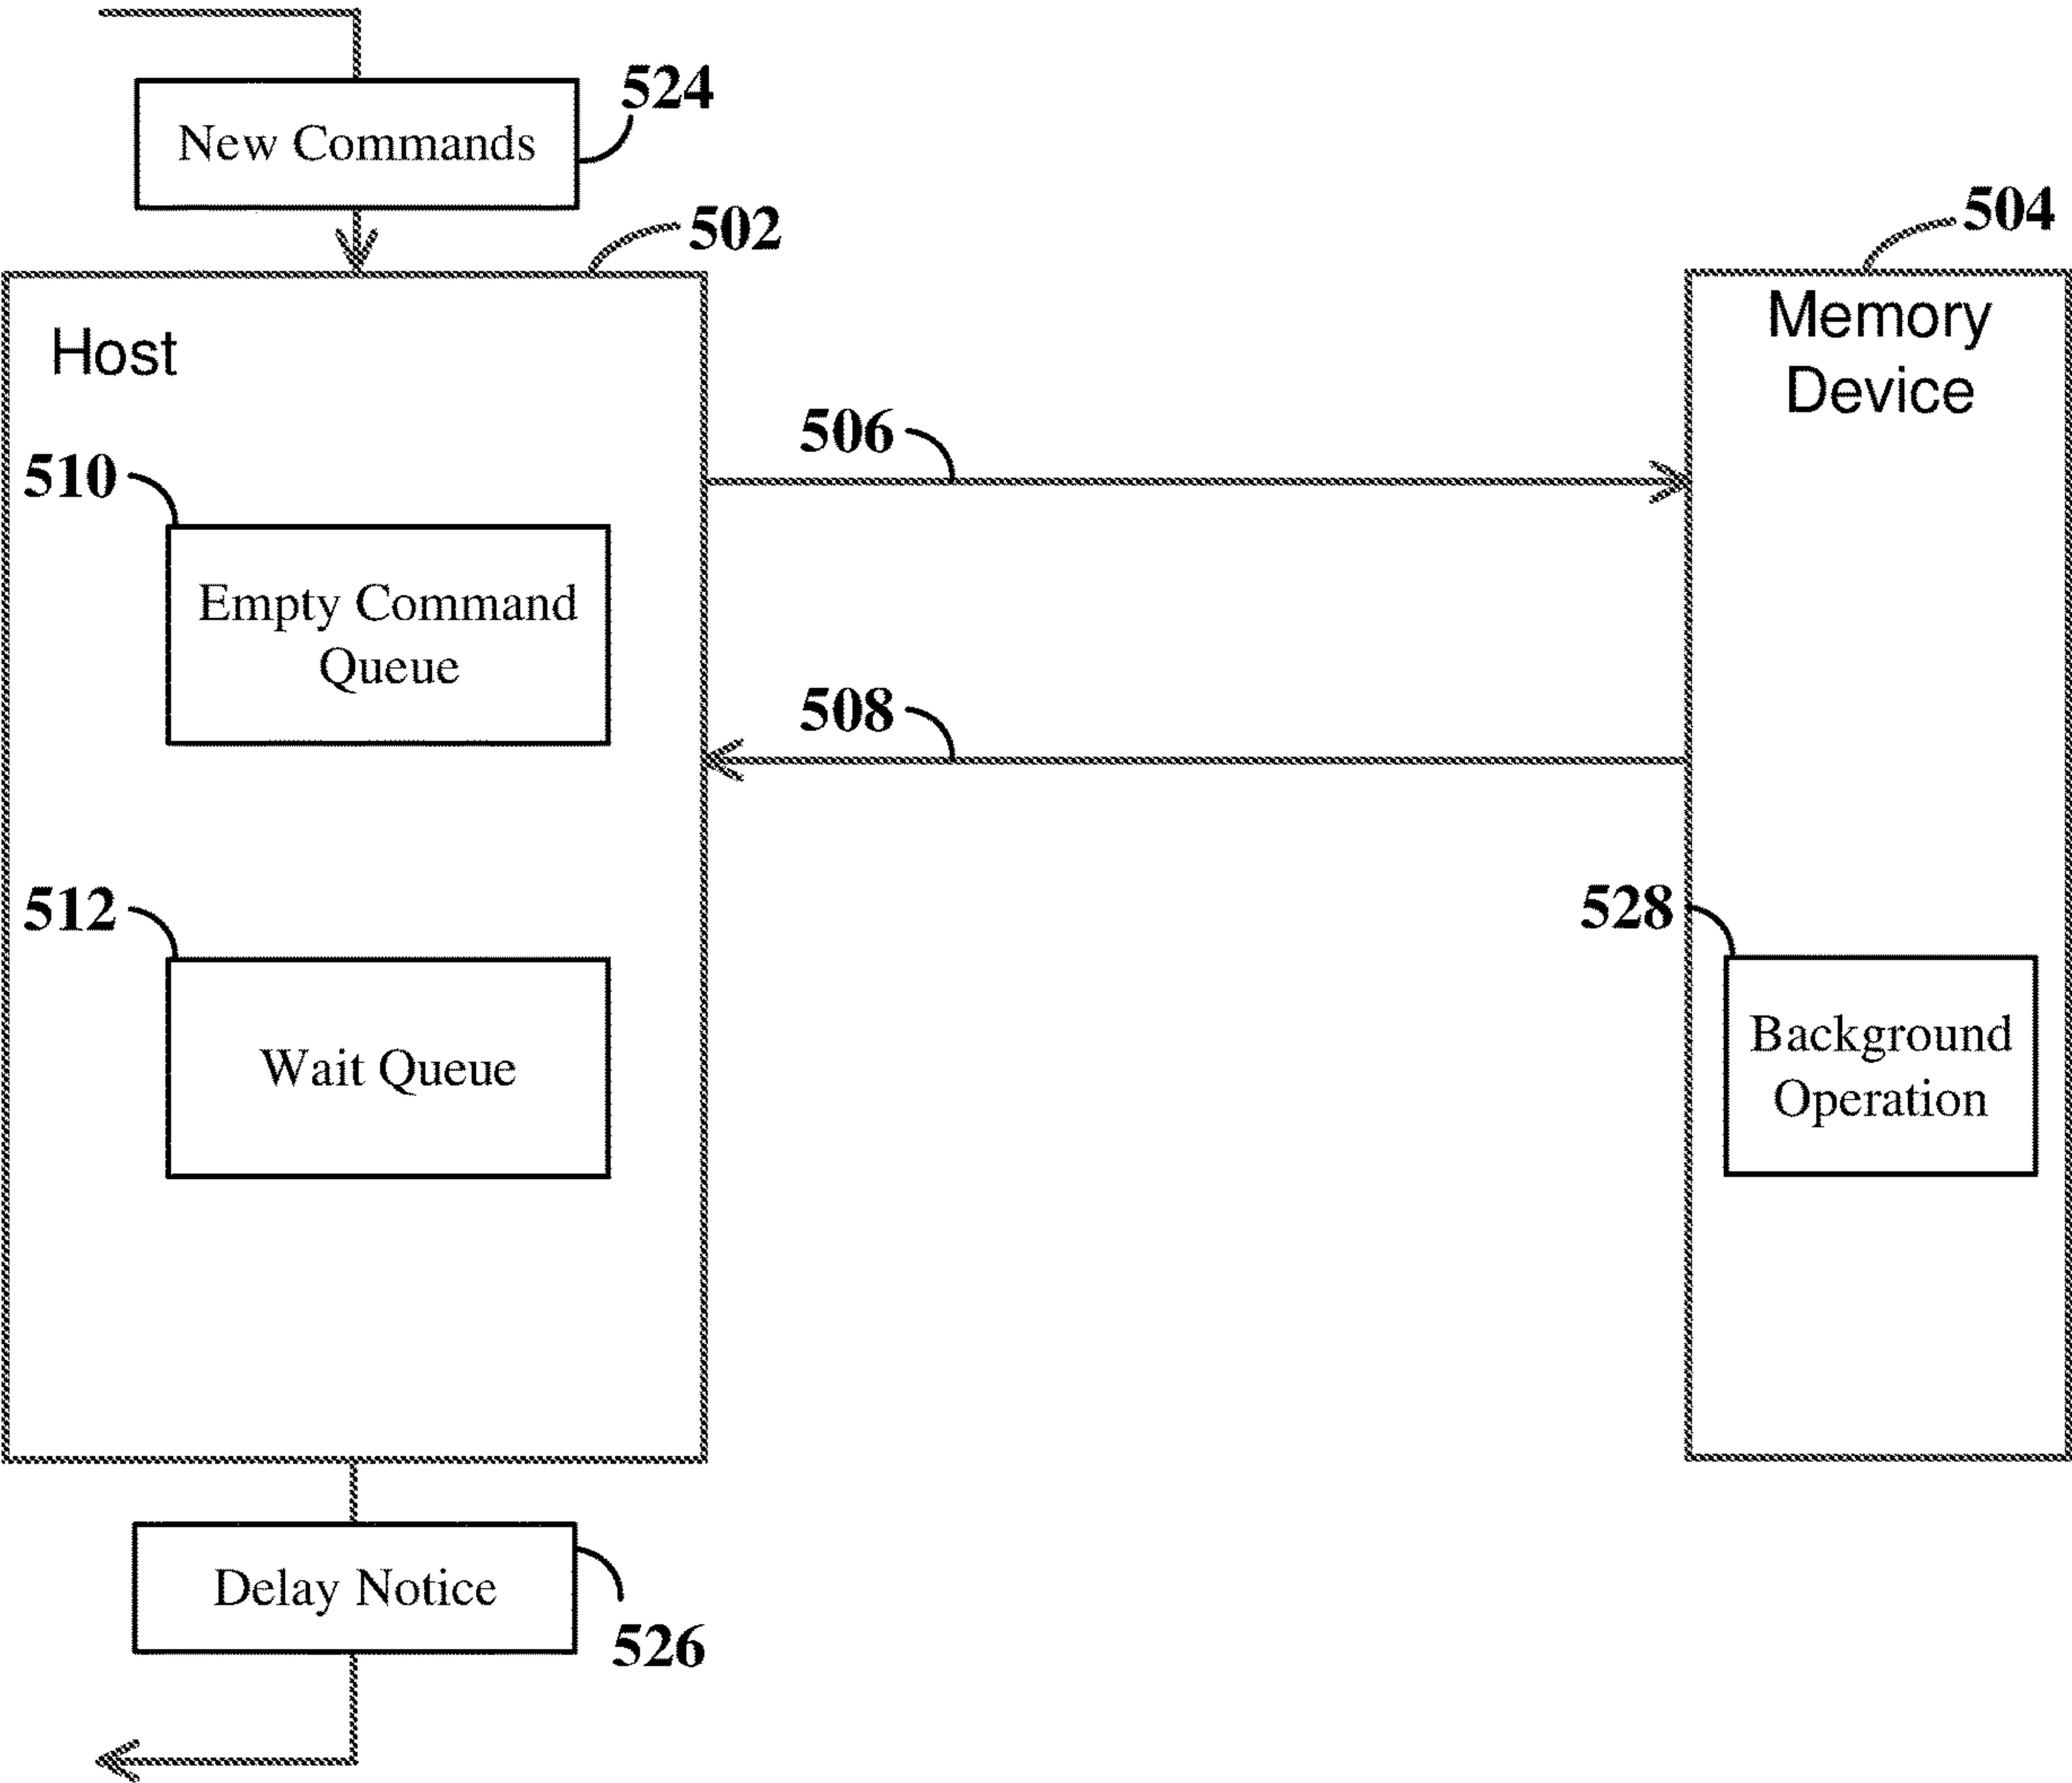 524
New Commands
502
504
Host
Memory
Device
506
510
Empty Command
Queue
508
512
528
Wait Queue
Background
Operation
Delay Notice
526